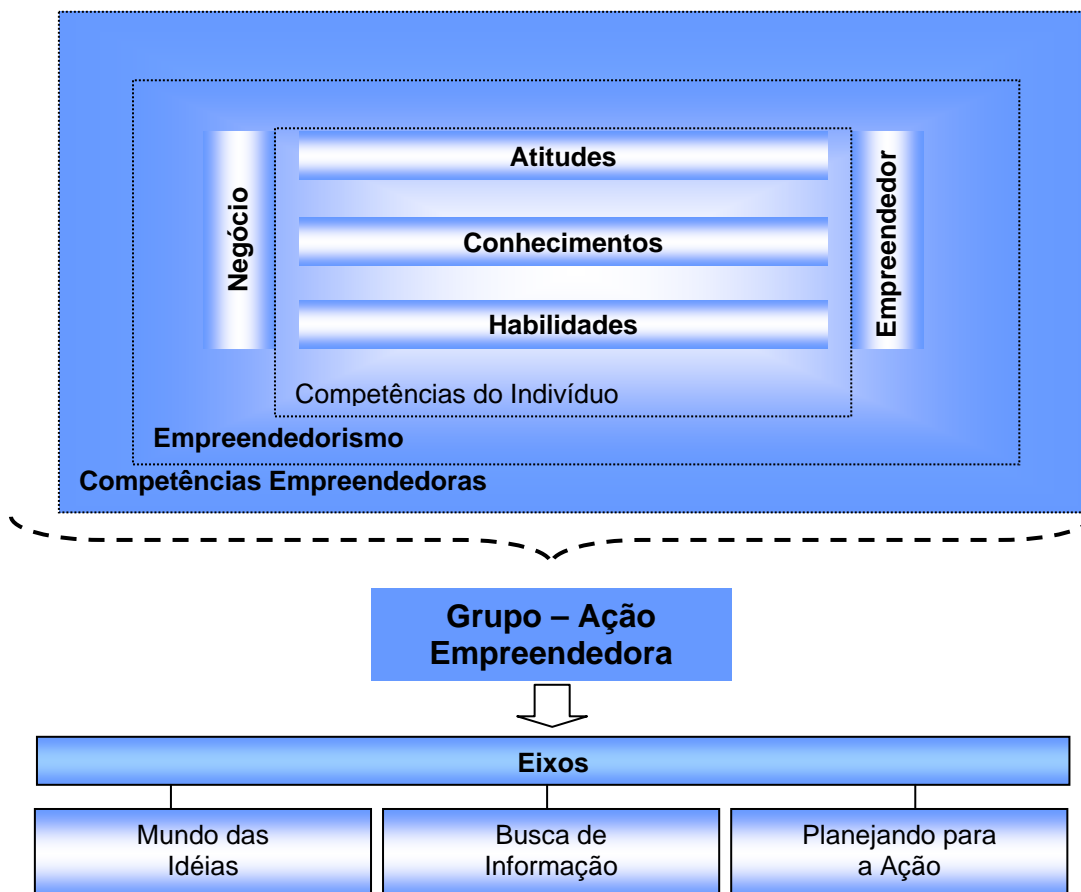 Negócio
Atitudes
Conhecimentos
Habilidades
Empreendedor
Competências do Indivíduo
Empreendedorismo
Competências Empreendedoras
Grupo – Ação
Empreendedora
Eixos
Mundo das
Idéias
Busca de
Informação
Planejando para
a Ação